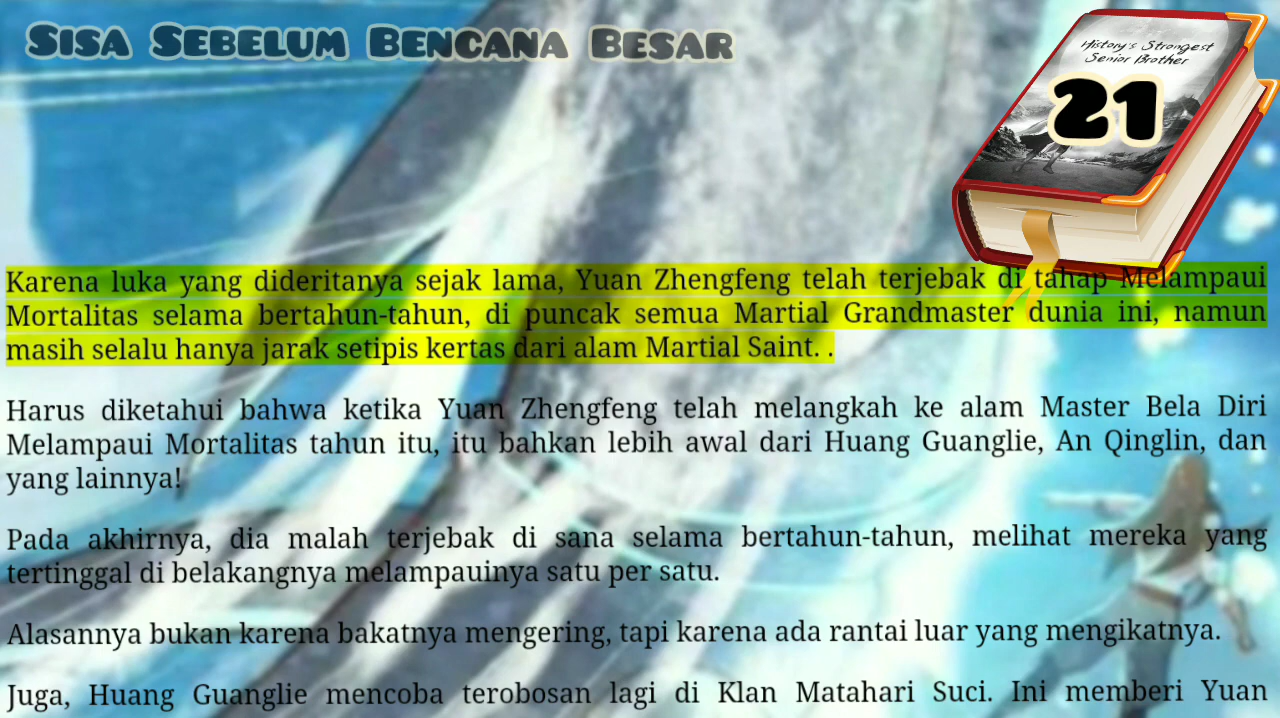 Sisa Sebelum Bencana Besar
History's Strongest
Senior Brother
21
Karena luka yang dideritanya sejak lama, Yuan Zhengfeng telah terjebak di tahap Melampaui
Mortalitas selama bertahun-tahun, di puncak semua Martial Grandmaster dunia ini, namun
masih selalu hanya jarak setipis kertas dari alam Martial Saint. .
Harus diketahui bahwa ketika Yuan Zhengfeng telah melangkah ke alam Master Bela Diri
Melampaui Mortalitas tahun itu, itu bahkan lebih awal dari Huang Guanglie, An Qinglin, dan
yang lainnya!
Pada akhirnya, dia malah terjebak di sana selama bertahun-tahun, melihat mereka yang
tertinggal di belakangnya melampauinya satu per satu.
Alasannya bukan karena bakatnya mengering, tapi karena ada rantai luar yang mengikatnya.
Juga, Huang Guanglie mencoba terobosan lagi di Klan Matahari Suci. Ini memberi Yuan